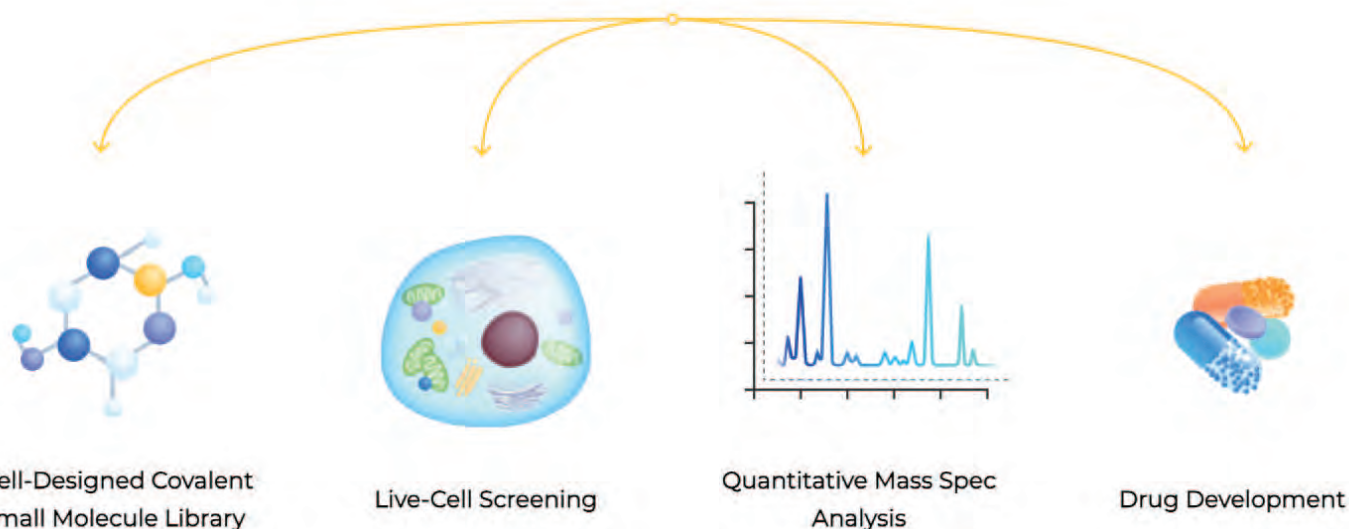 ell-Designed Covalent
mall Molecule Library
Live-Cell Screening
Quantitative Mass Spec
Analysis
Drug Development